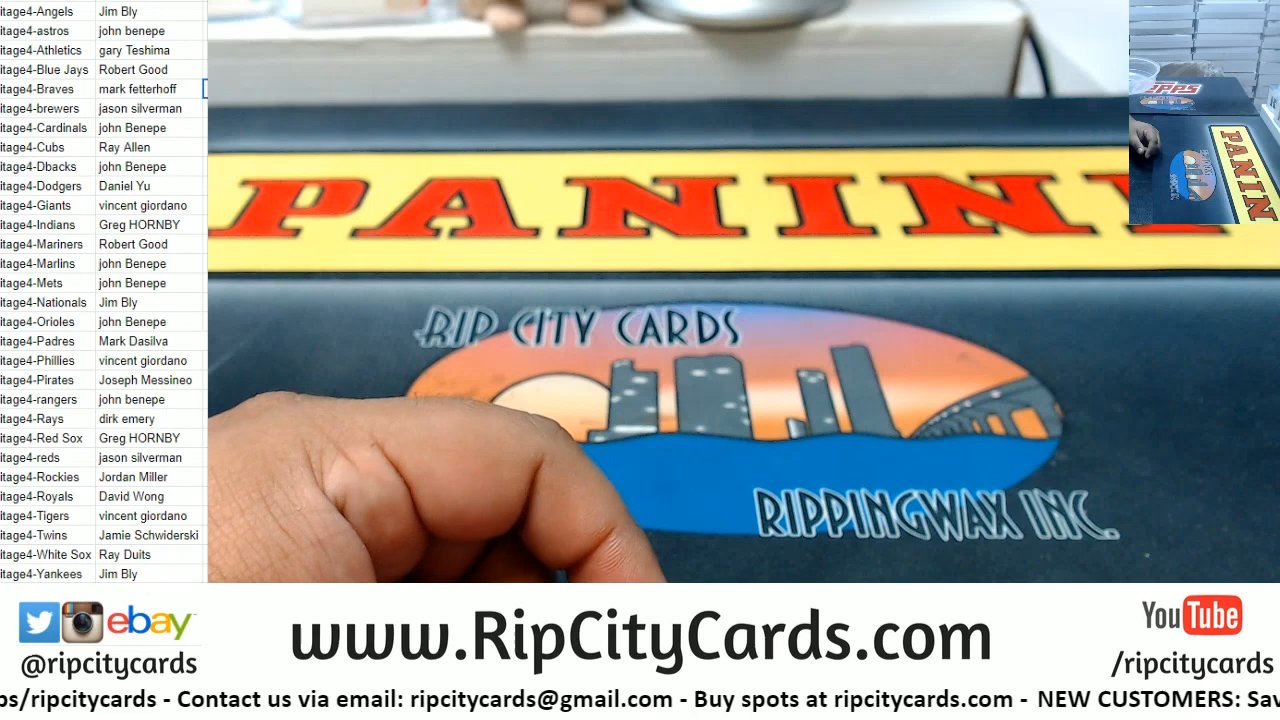 itage4-Angels Jim Bly
itage4-astros john benepe
itage4-Athletics gary Teshima
itage4-Blue Jays Robert Good
itage4-Braves mark fetterhoff
itage4-brewers jason silverman
itage4-Cardinals john Benepe
itage4-Cubs Ray Allen
itage4-Dbacks john Benepe
itage4-Dodgers Daniel Yu
itage4-Giants vincent giordano
itage4-Indians Greg HORNBY
itage4-Mariners Robert Good
itage4-Marlins john Benepe
itage4-Mets john Benepe
itage4-Nationals Jim Bly
itage4-Orioles john Benepe
itage4-Padres Mark Dasilva
itage4-Phillies vincent giordano
itage4-Pirates Joseph Messineo
itage4-rangers john benepe
itage4-Rays dirk emery
itage4-Red Sox Greg HORNBY
itage4-reds jason silverman
itage4-Rockies Jordan Miller
itage4-Royals David Wong
itage4-Tigers vincent giordano
itage4-Twins Jamie Schwiderski
itage4-White Sox Ray Duits
itage4-Yankees Jim Bly
PANINI
RIP CITY CARDS
RIPPINGWAX INC.
PPS
PANIN
ebay
@ripcitycards
www.RipCityCards.com
YouTube
/ripcitycards
ps/ripcitycards - Contact us via email: ripcitycards@gmail.com - Buy spots at ripcitycards.com - NEW CUSTOMERS: Sav